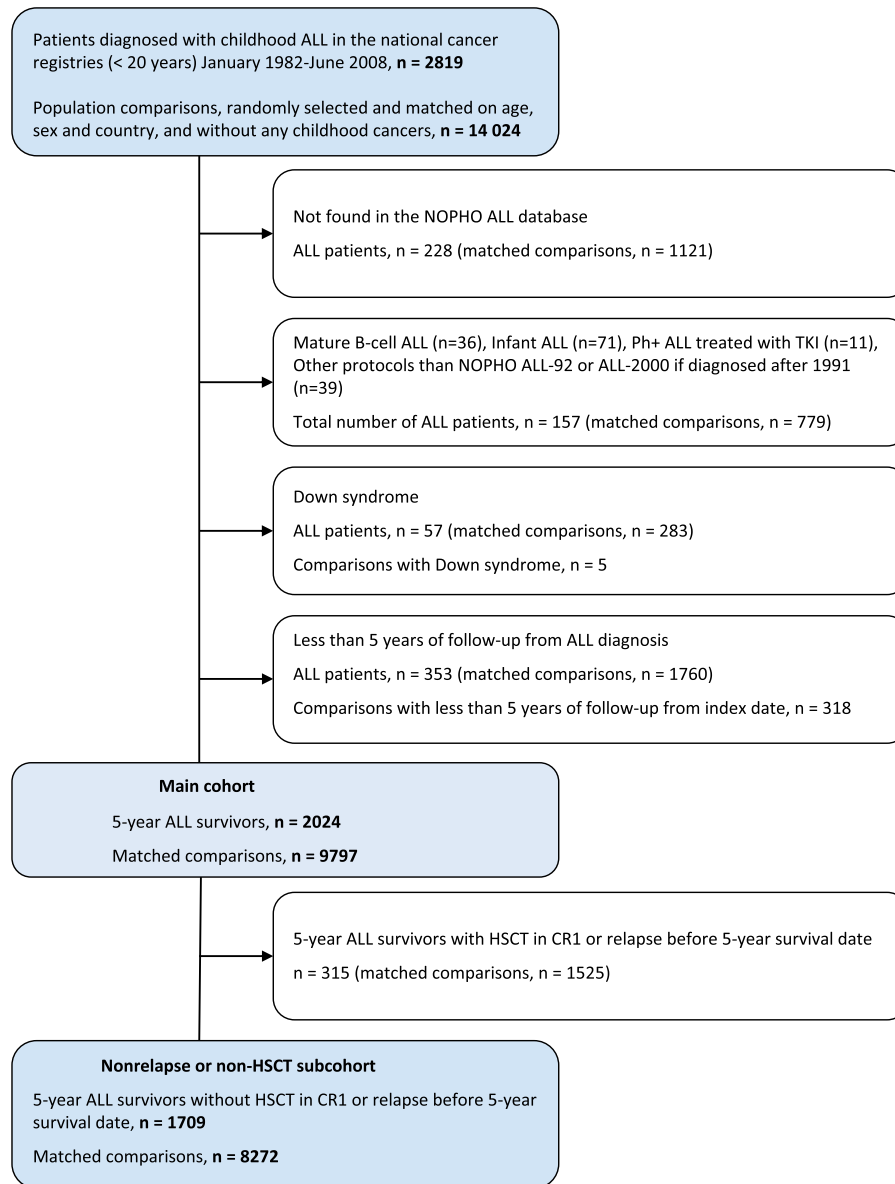 Patients diagnosed with childhood ALL in the national cancer
registries (< 20 years) January 1982-June 2008, n = 2819
Population comparisons, randomly selected and matched on age,
sex and country, and without any childhood cancers, n = 14 024
Not found in the NOPHO ALL database
ALL patients, n = 228 (matched comparisons, n = 1121)
Mature B-cell ALL (n=36), Infant ALL (n=71), Ph+ ALL treated with TKI (n=11),
Other protocols than NOPHO ALL-92 or ALL-2000 if diagnosed after 1991
(n=39)
Total number of ALL patients, n = 157 (matched comparisons, n = 779)
Down syndrome
ALL patients, n = 57 (matched comparisons, n = 283)
Comparisons with Down syndrome, n = 5
Less than 5 years of follow-up from ALL diagnosis
ALL patients, n = 353 (matched comparisons, n = 1760)
Comparisons with less than 5 years of follow-up from index date, n = 318
Main cohort
5-year ALL survivors, n = 2024
Matched comparisons, n = 9797
5-year ALL survivors with HSCT in CR1 or relapse before 5-year survival date
n = 315 (matched comparisons, n = 1525)
Nonrelapse or non-HSCT subcohort
5-year ALL survivors without HSCT in CR1 or relapse before 5-year
survival date, n = 1709
Matched comparisons, n = 8272